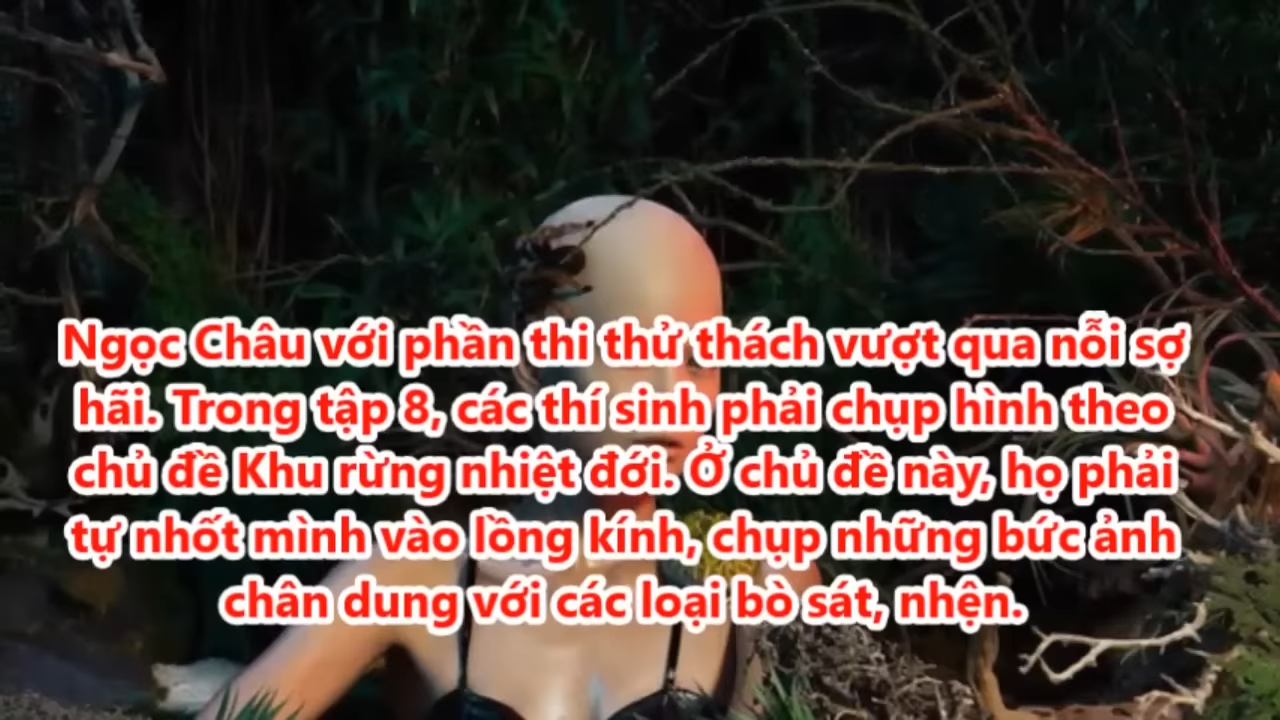 Ngọc Châu với phần thi thử thách vượt qua nỗi sợ
hãi. Trong tập 8, các thí sinh phải chụp hình theo
chủ đề Khu rừng nhiệt đới. Ở chủ đề này, họ phải
tự nhốt mình vào lồng kính, chụp những bức ảnh
chân dung với các loại bò sát, nhện.